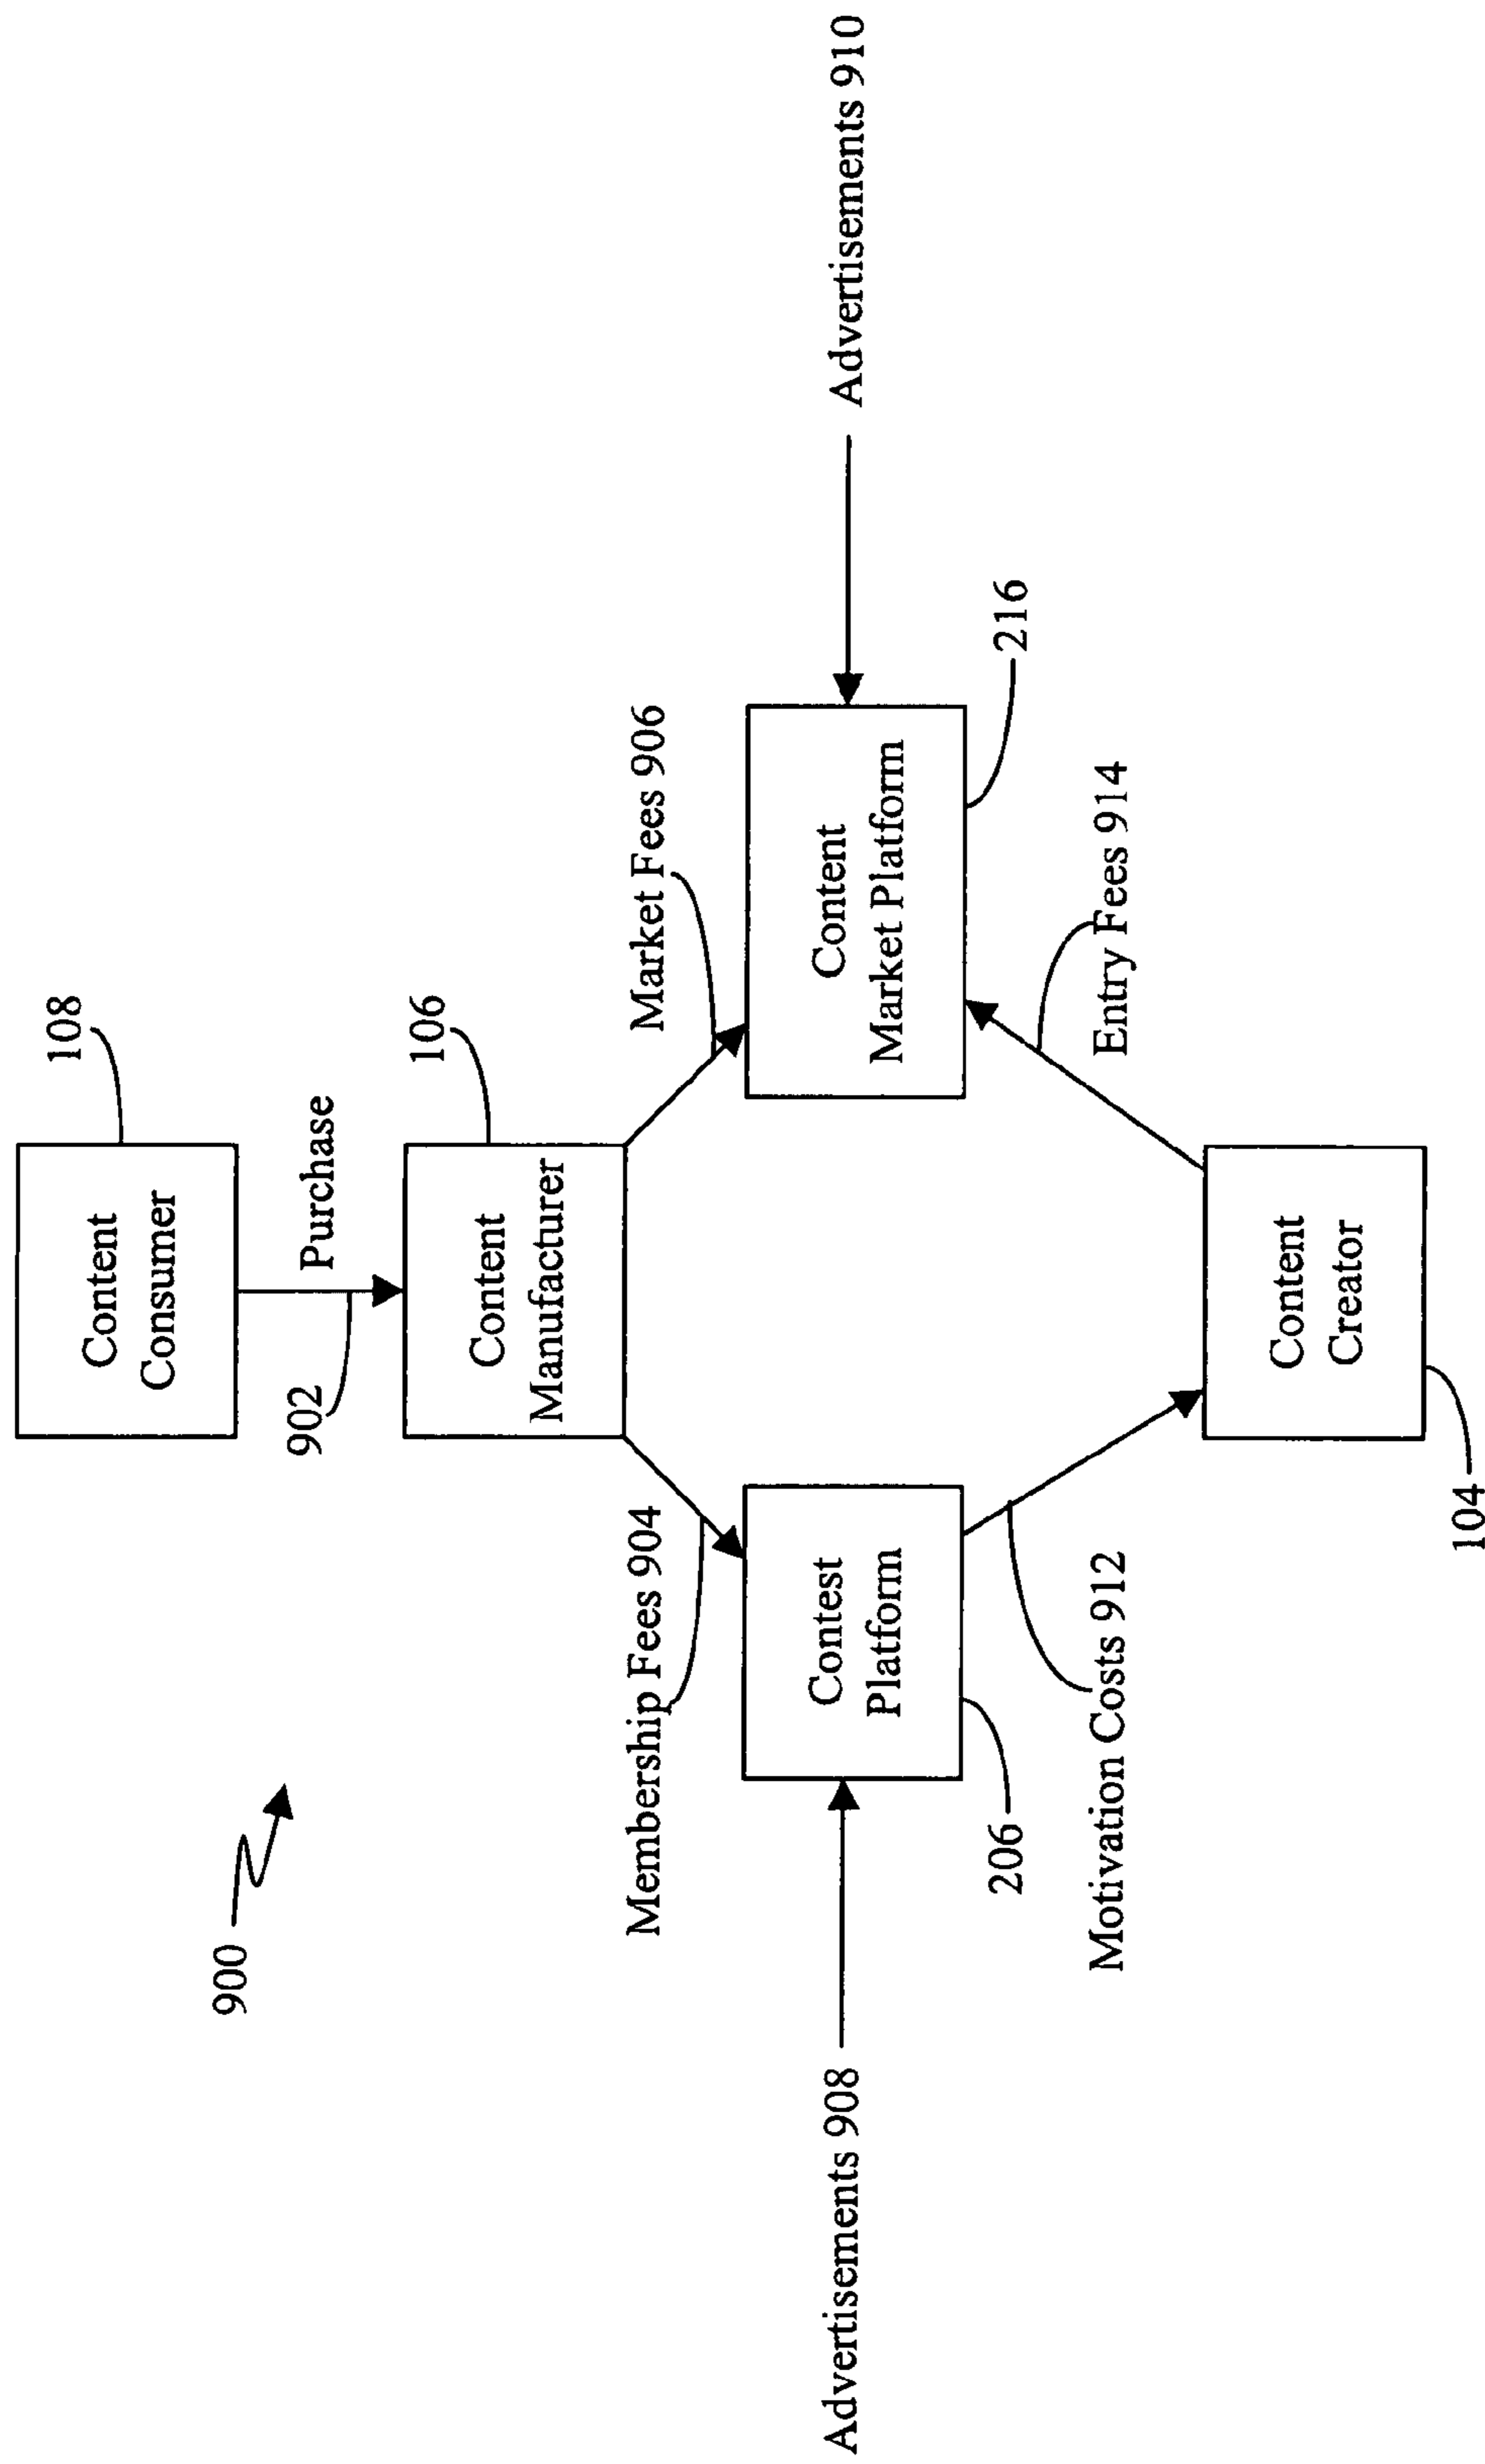 108
Content
Consumer
Purchase
902
900
106
Content
Manufacturer
Membership Fees 904
Market Fees 906
Advertisements 908
Contest
Platform
206
Content
Market Platform
216
Advertisements 910
Motivation Costs 912
Entry Fees 914
Content
Creator
104